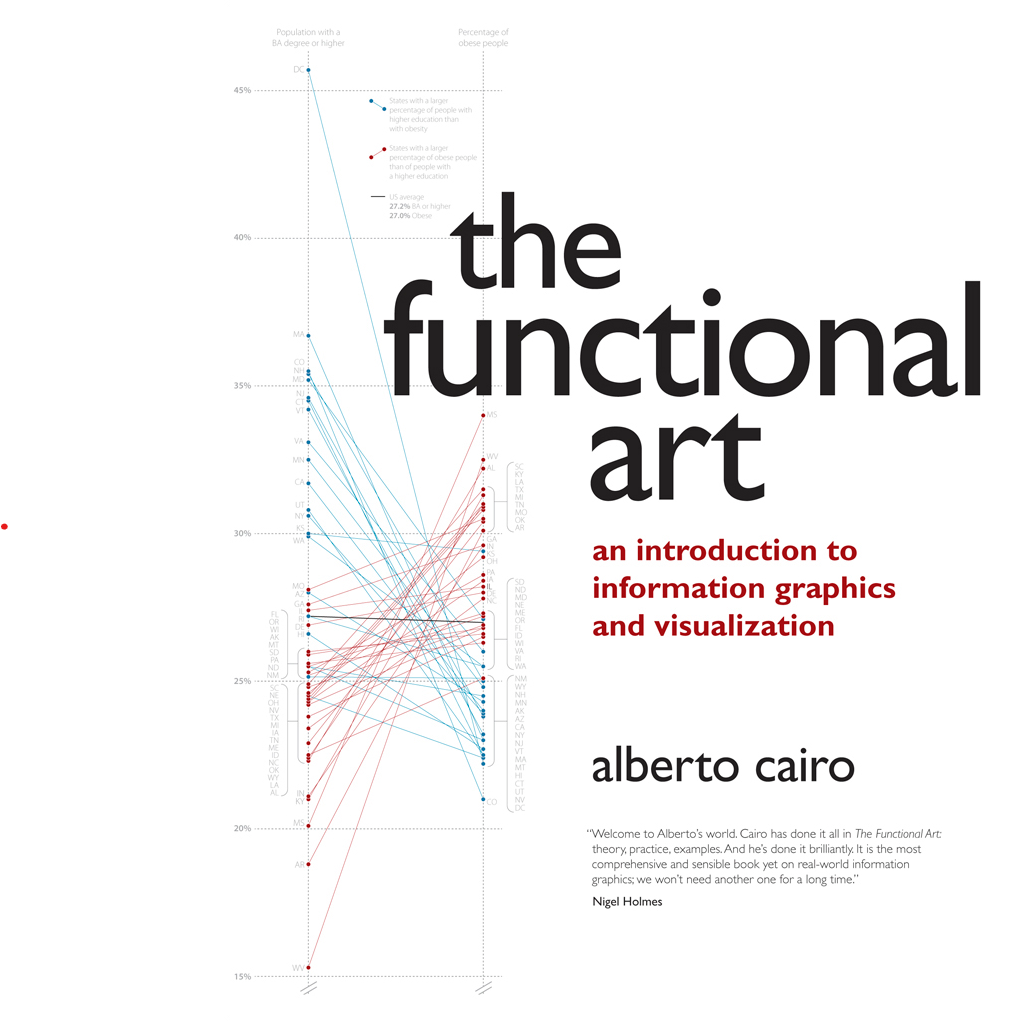 Population with a
BA degree or higher
Percentage of
obese people
DC
45%
States with a larger
percentage of people with
higher education than
with obesity
States with a larger
percentage of obese people
than of people with
a higher education
US average
27.2% BA or higher
27.0% Obese
40%
the
functional
art
MA
CO
NH
MD
35%
NJ
CT
VT
MS
VA
MN
WV
AL
CA
SC
KY
LA
TX
MI
TN
MO
OK
AR
UT
NY
KS
30%
WA
GA
OH
PA
an introduction to
information graphics
and visualization
MO
AZ
GA
RI
DE
HI
FL
OR
WI
AK
MT
SD
PA
ND
NM
SD
ND
MD
NE
ME
OR
FL
ID
WI
VA
RI
WA
25%
SC
NE
OH
NV
TX
MI
IA
TN
ME
ID
NC
OK
WY
LA
AL
NM
WY
NH
MN
AK
AZ
CA
NY
NJ
VT
MA
MT
HI
CT
UT
NV
DC
IN
KY
CO
MS
20%
AR
WV
15%
alberto cairo
“Welcome to Alberto’s world. Cairo has done it all in The Functional Art:
theory, practice, examples. And he’s done it brilliantly. It is the most
comprehensive and sensible book yet on real-world information
graphics; we won’t need another one for a long time.”
Nigel Holmes